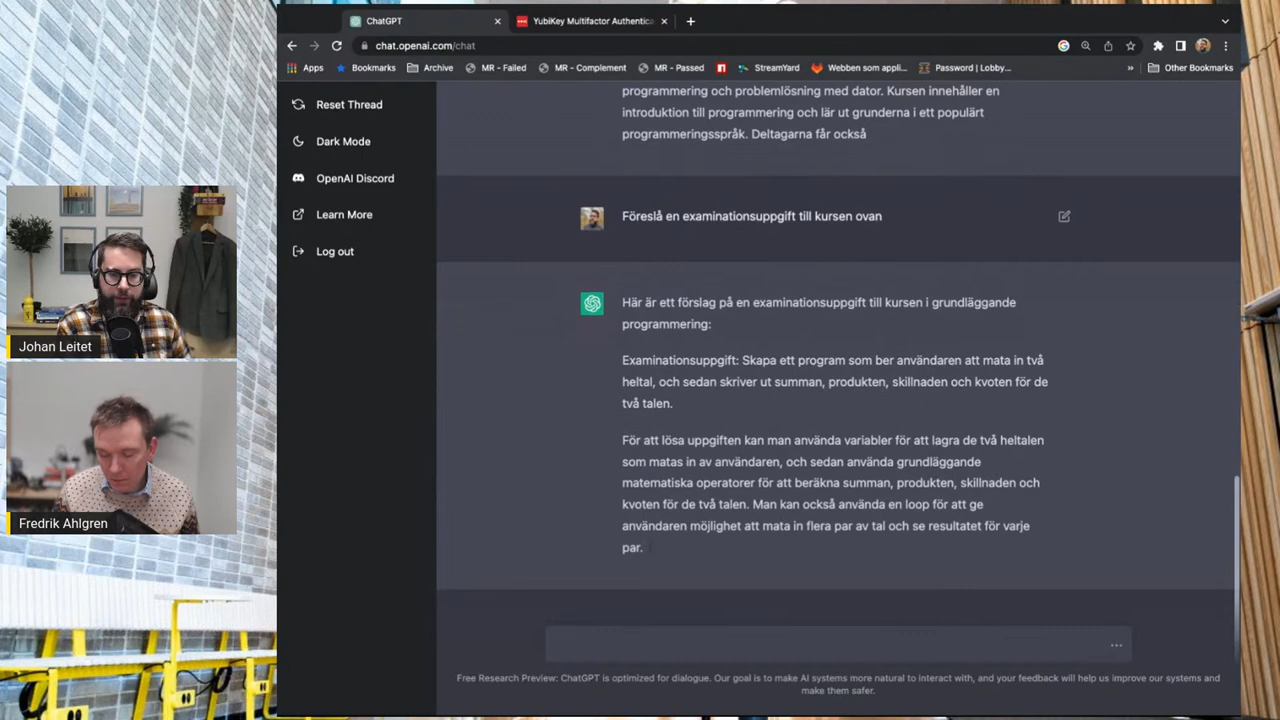 ChatGPT
YubiKey Multifactor Authentica
chat.openai.com/chat
Apps
Bookmarks
Archive
MR - Failed
MR - Complement
MR - Passed
StreamYard
Webben som appli...
Password | Lobby...
»
Other Bookmarks
Reset Thread
Dark Mode
OpenAI Discord
Learn More
Log out
programmering och problemlösning med dator. Kursen innehåller en
introduktion till programmering och lär ut grunderna i ett populärt
programmeringsspråk. Deltagarna får också
Föreslå en examinationsuppgift till kursen ovan
Här är ett förslag på en examinationsuppgift till kursen i grundläggande
programmering:
Examinationsuppgift: Skapa ett program som ber användaren att mata in två
heltal, och sedan skriver ut summan, produkten, skillnaden och kvoten för de
två talen.
För att lösa uppgiften kan man använda variabler för att lagra de två heltalen
som matas in av användaren, och sedan använda grundläggande
matematiska operatorer för att beräkna summan, produkten, skillnaden och
kvoten för de två talen. Man kan också använda en loop för att ge
användaren möjlighet att mata in flera par av tal och se resultatet för varje
par.
Free Research Preview: ChatGPT is optimized for dialogue. Our goal is to make AI systems more natural to interact with, and your feedback will help us improve our systems and
make them safer.
Johan Leitet
Fredrik Ahlgren